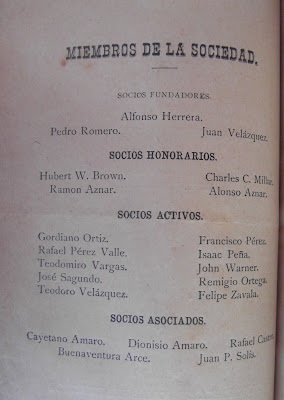 MIEMBROS DE LA SOCIEDAD.
SOCIOS FUNDADORES.
Alfonso Herrera.
Pedro Romero. Juan Velázquez.
SOCIOS HONORARIOS.
Hubert W. Brown. Charles C. Millar.
Ramon Aznar. Alonso Aznar.
SOCIOS ACTIVOS.
Gordiano Ortiz. Francisco Pérez.
Rafael Pérez Valle. Isaac Peña.
Teodomiro Vargas. John Warner.
José Sagundo. Remigio Ortega.
Teodoro Velázquez. Felipe Zavala.
SOCIOS ASOCIADOS.
Cayetano Amaro. Dionisio Amaro. Rafael
Buenaventura Arce. Juan P. Solís.